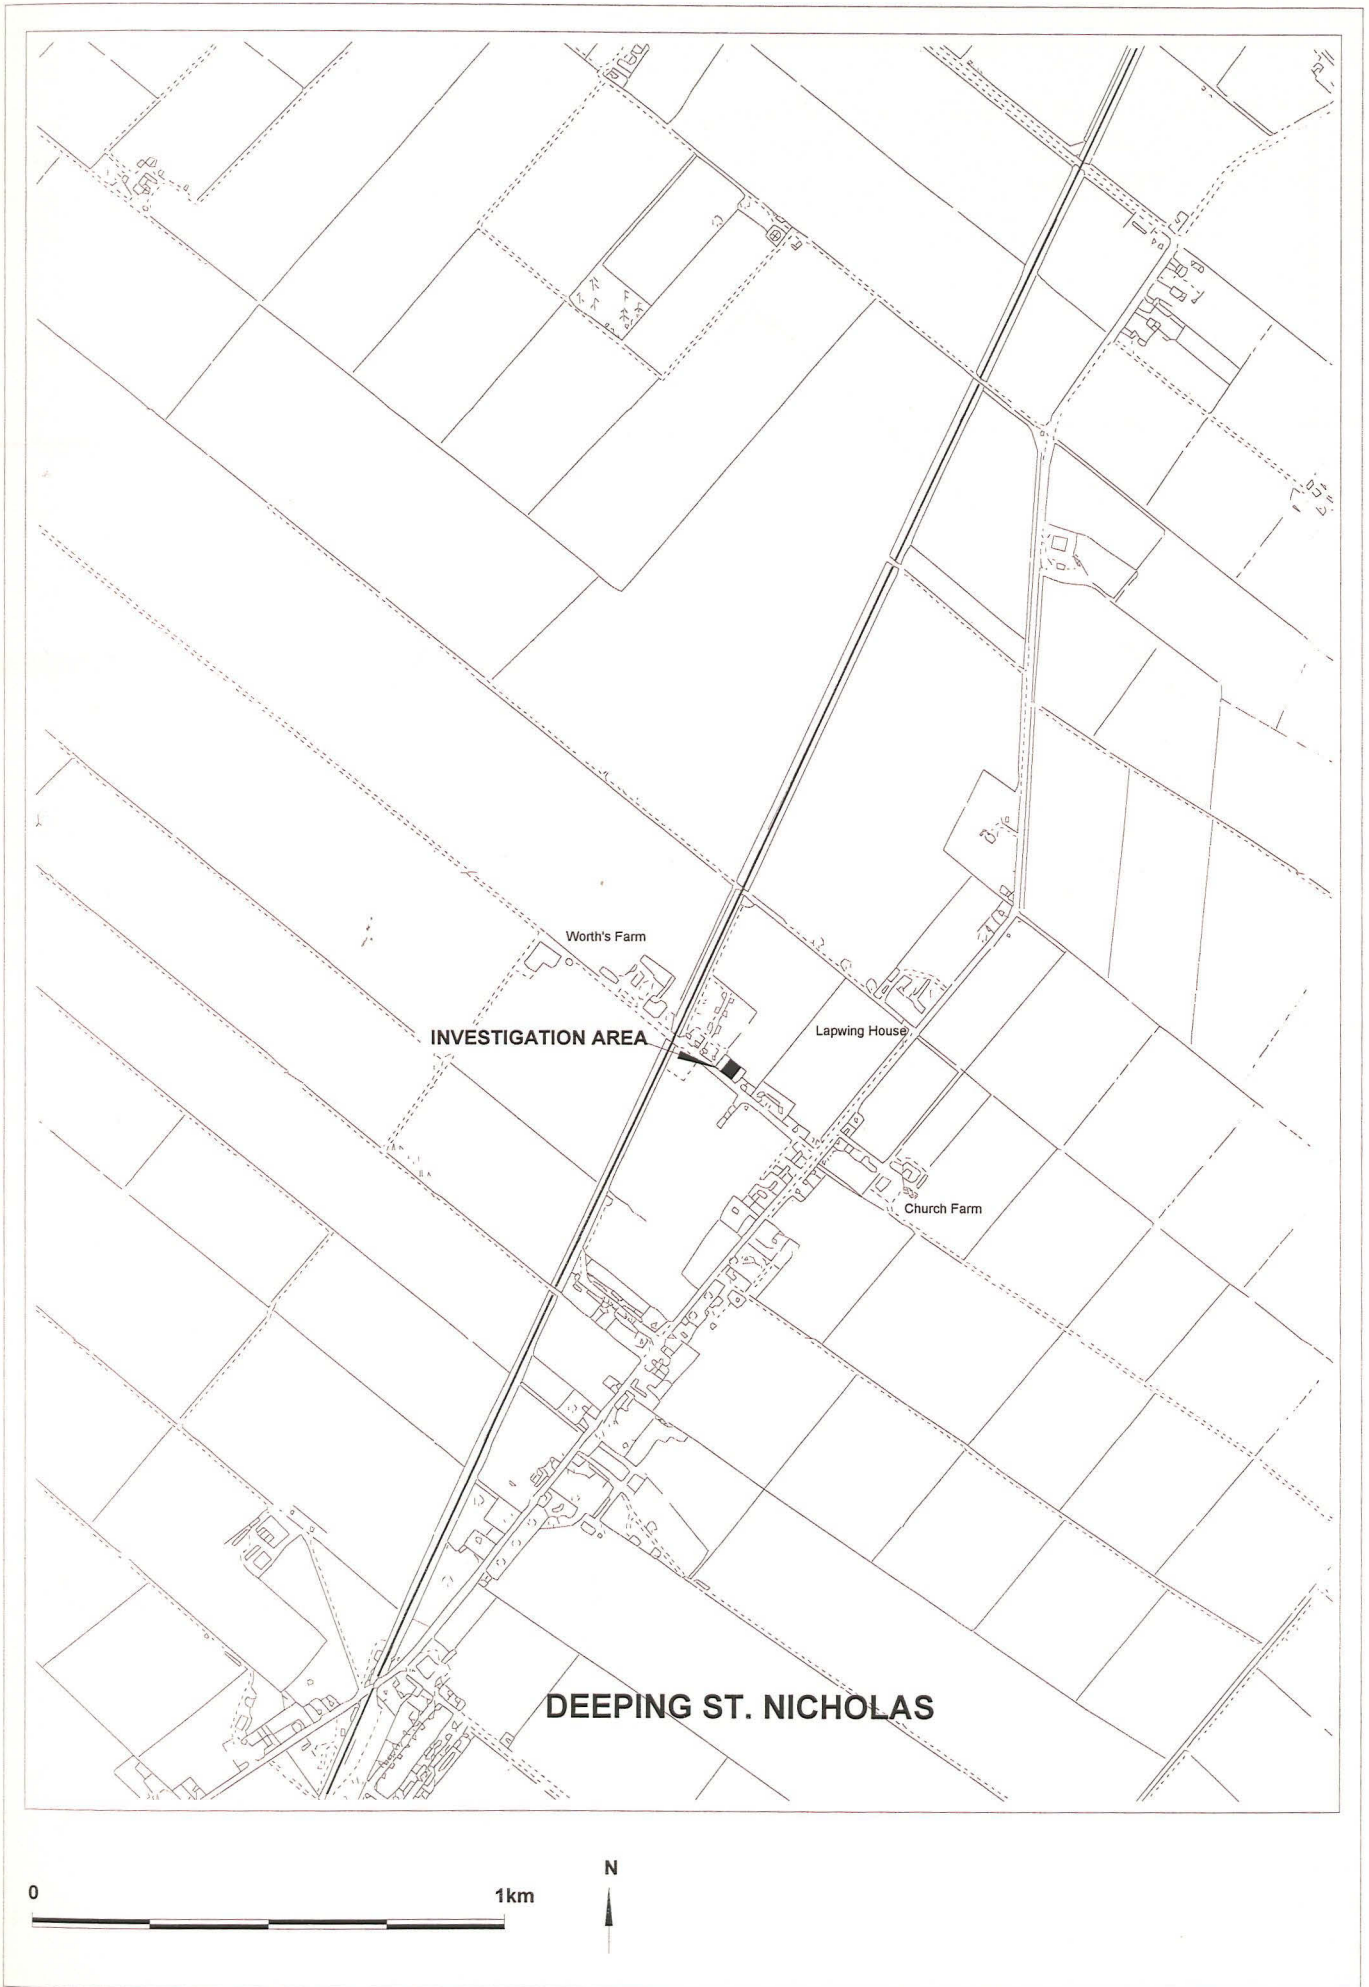 Worth's Farm
INVESTIGATION AREA
Lapwing House
Church Farm
DEEPING ST. NICHOLAS
N
0
1km